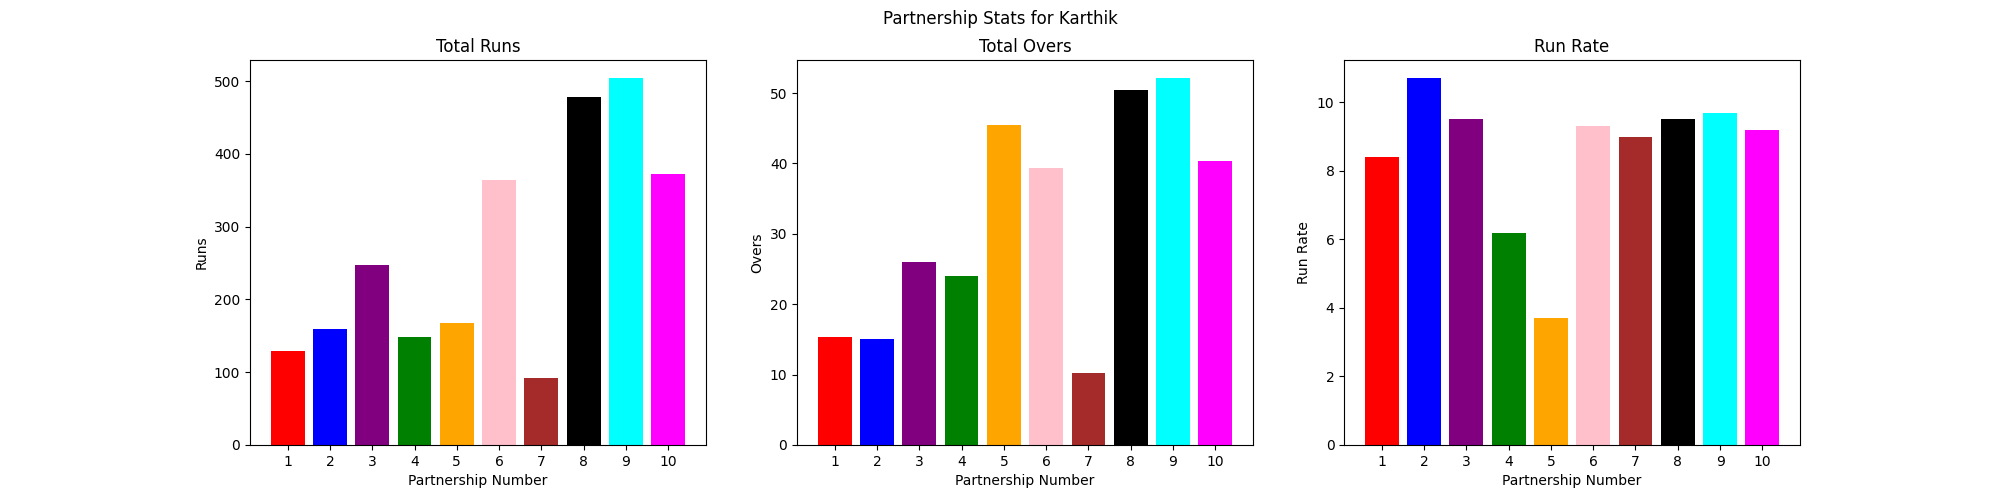 Partnership Stats for Karthik
Total Runs
Runs
500
400
300
200
100
0
1 2 3 4 5 6 7 8 9 10
Partnership Number
Total Overs
Overs
50
40
30
20
10
0
1 2 3 4 5 6 7 8 9 10
Partnership Number
Run Rate
Run Rate
10
8
6
4
2
0
1 2 3 4 5 6 7 8 9 10
Partnership Number